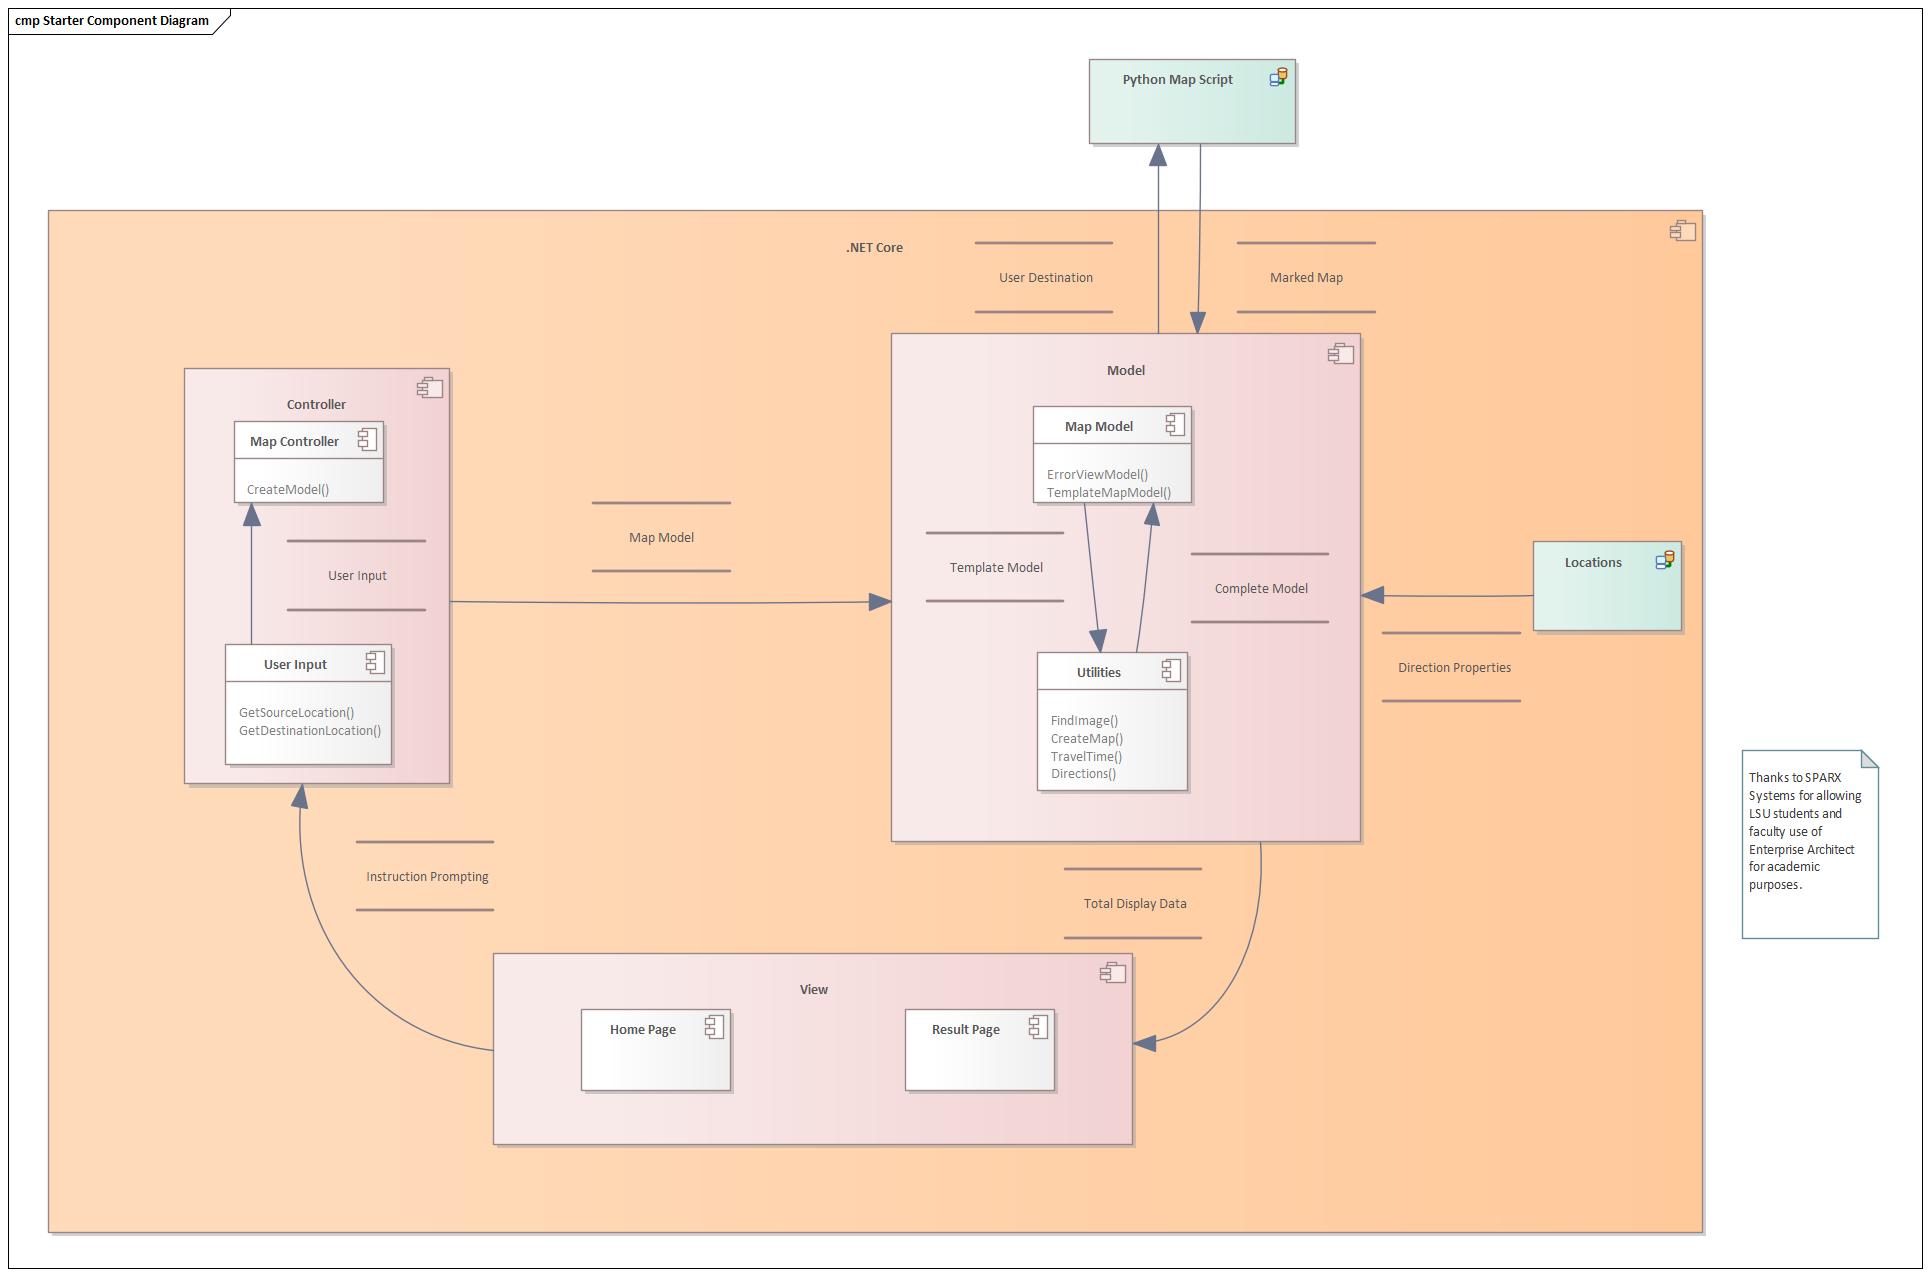 cmp Starter Component Diagram
Python Map Script
.NET Core
User Destination
Marked Map
Controller
Map Controller
CreateModel()
User Input
User Input
GetSourceLocation()
GetDestinationLocation()
Map Model
Model
Map Model
ErrorViewModel()
TemplateMapModel()
Template Model
Complete Model
Utilities
FindImage()
CreateMap()
TravelTime()
Directions()
Locations
Direction Properties
Thanks to SPARX
Systems for allowing
LSU students and
faculty use of
Enterprise Architect
for academic
purposes.
Instruction Prompting
Total Display Data
View
Home Page
Result Page